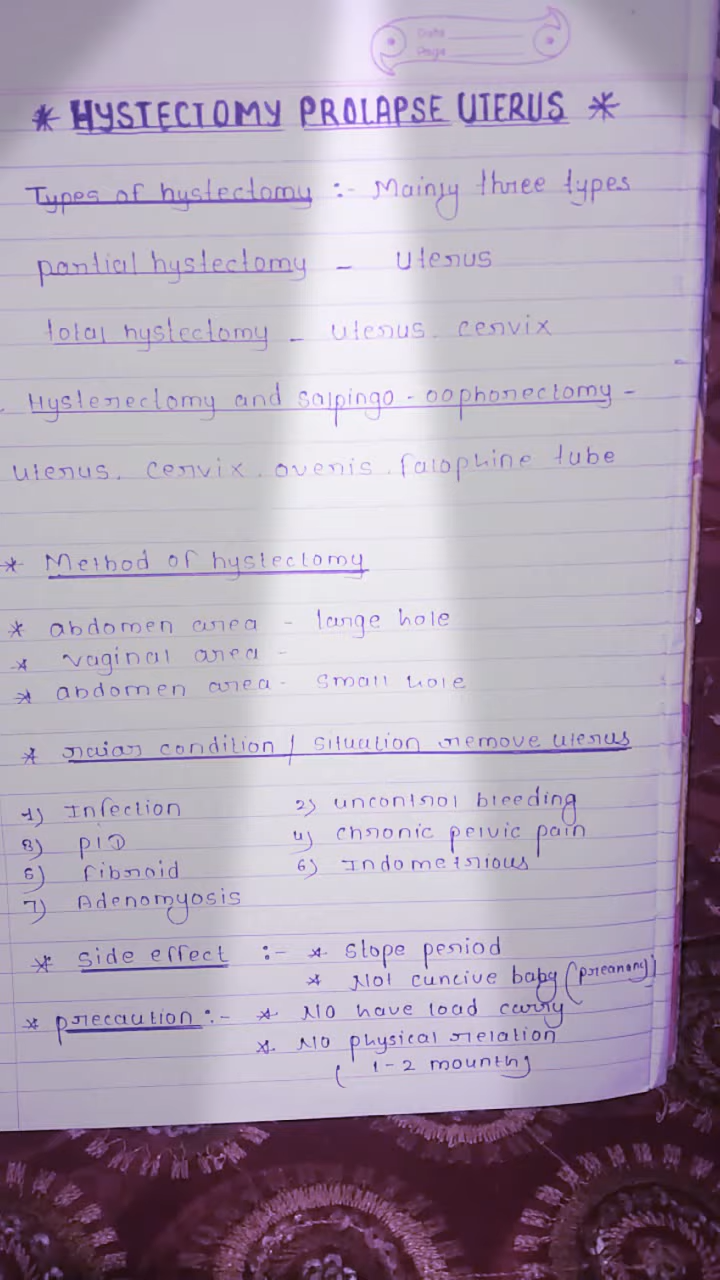 Date
Page
* HYSTECTOMY PROLAPSE UTERUS *
Types of hystectomy :- Mainly three types
partial hystectomy - uterus
total hystectomy - uterus. cervix
Hysterectomy and salpingo-oophorectomy -
uterus. cervix. overis. falophine tube
* Method of hystectomy
* abdomen area - large hole
* vaginal area -
* abdomen area - small hole
* condition / situation remove uterus
1) Infection 2) uncontrol bleeding
3) PID 4) chronic pelvic pain
5) fibroid 6) Indometrious
7) Adenomyosis
* side effect :- * stope period
* Not cuncive baby (preanany)
* precaution :- * No have load carry
* No physical relation
( 1-2 mounth)